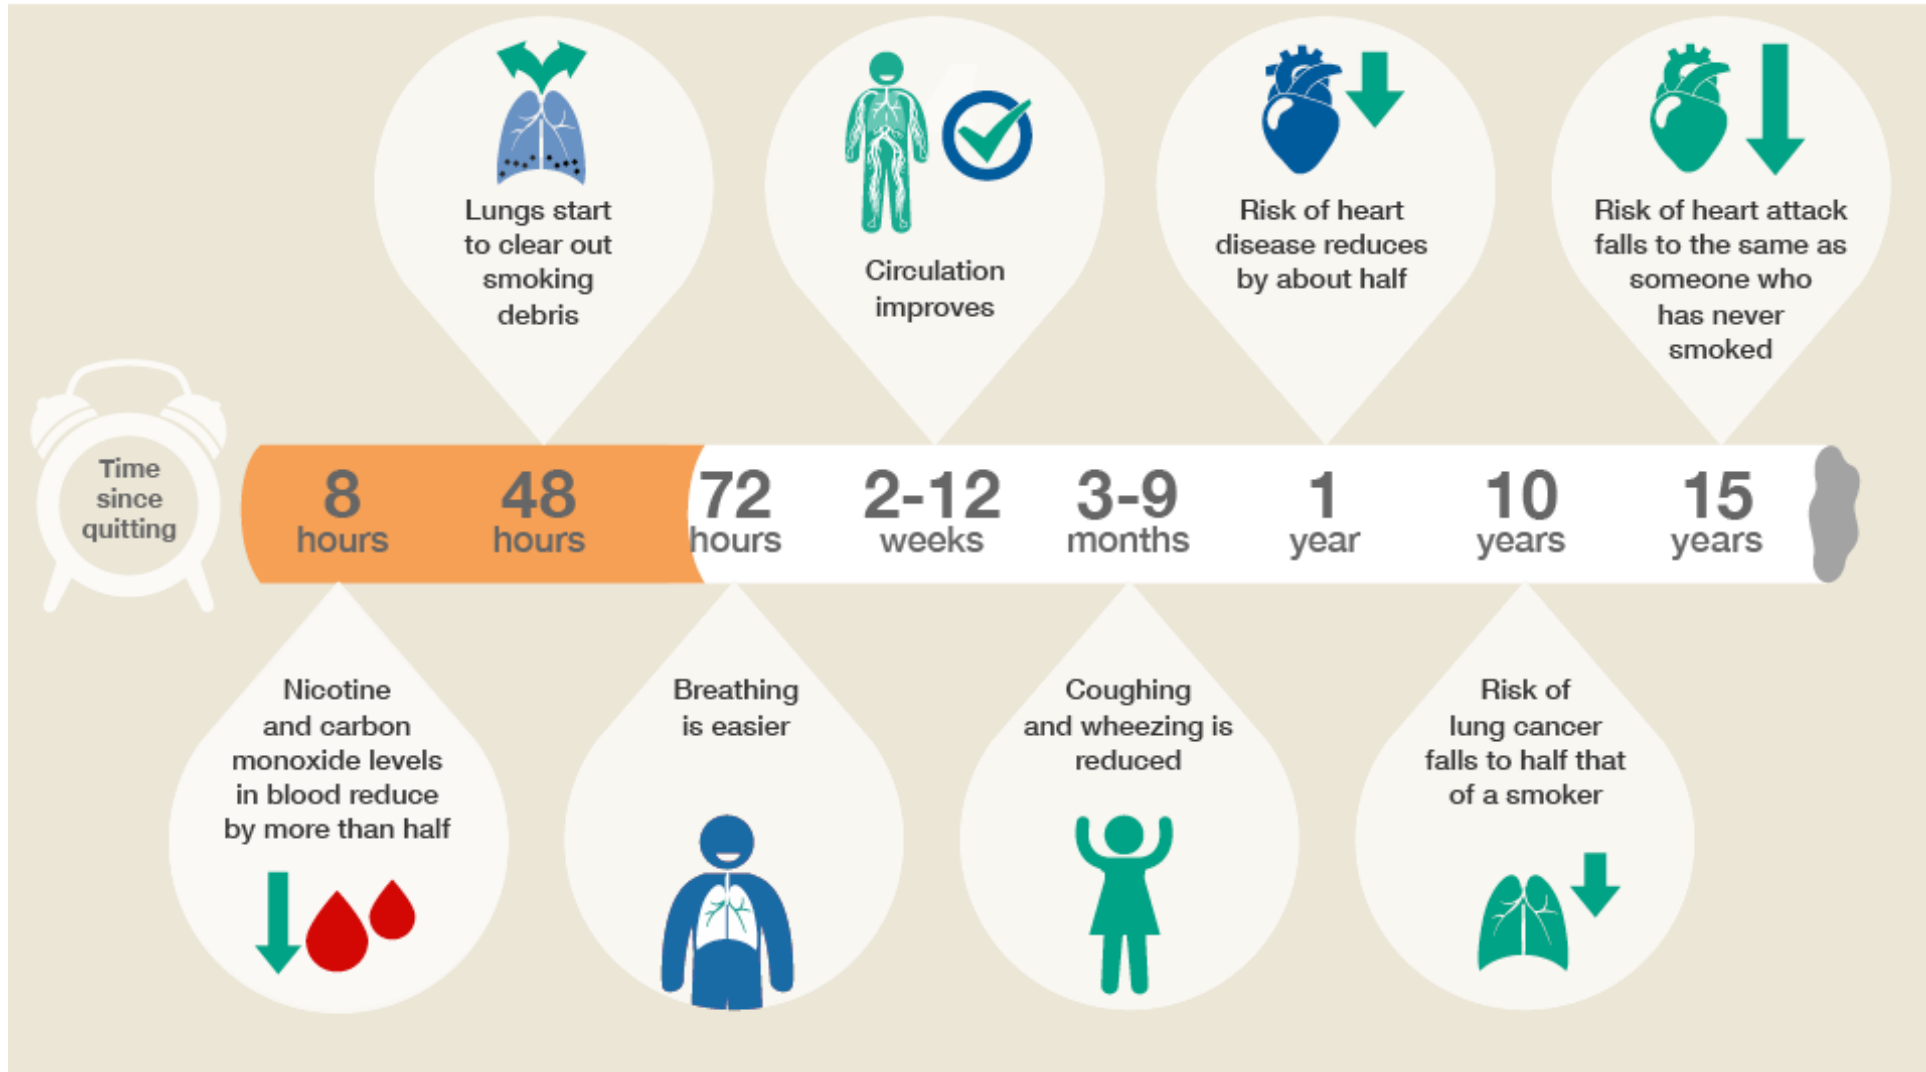 Lungs start
to clear out
smoking
debris
Circulation
improves
Risk of heart
disease reduces
by about half
Risk of heart attack
falls to the same as
someone who
has never
smoked
Time
since
quitting
8
hours
48
hours
72
hours
2-12
weeks
3-9
months
1
year
10
years
15
years
Nicotine
and carbon
monoxide levels
in blood reduce
by more than half
Breathing
is easier
Coughing
and wheezing is
reduced
Risk of
lung cancer
falls to half that
of a smoker